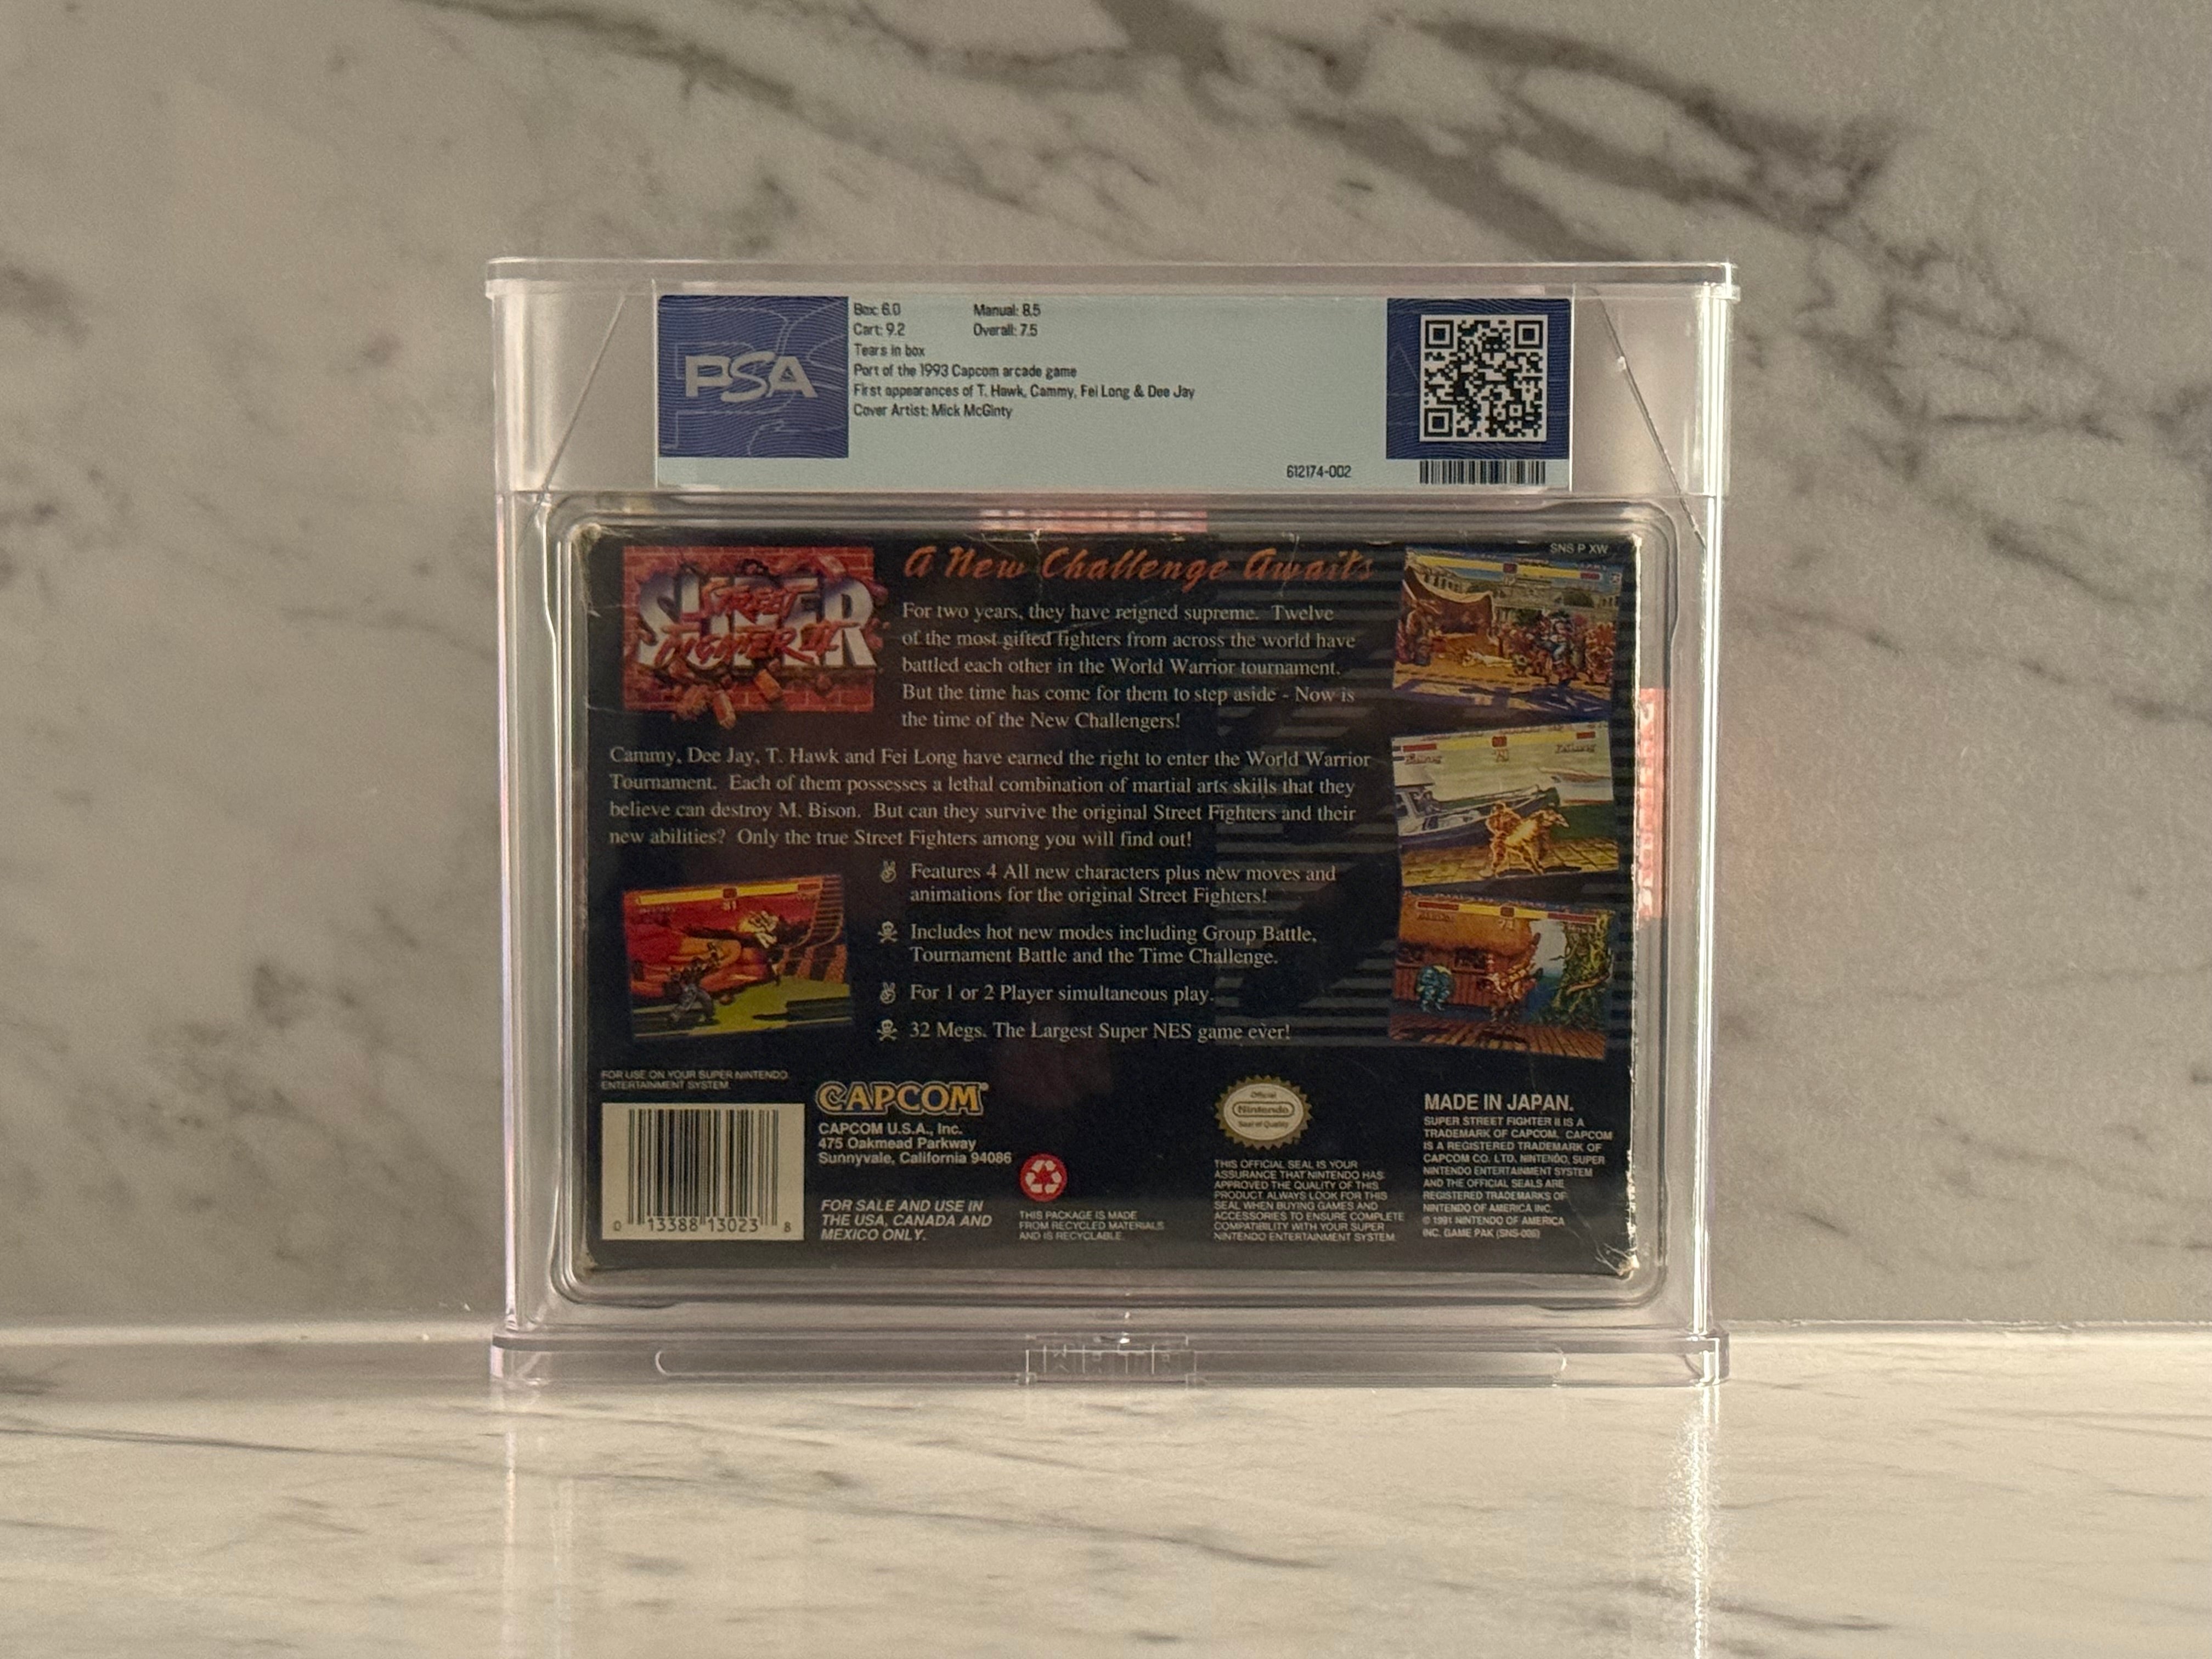 PSA
Box: 6.0
Manual: 8.5
Cart: 9.2
Overall: 7.5
Tears in box
Port of the 1993 Capcom arcade game
First appearances of T. Hawk, Cammy, Fei Long & Dee Jay
Cover Artist: Mick McGinty
612174-002
SNS P XW
SUPER
STREET
FIGHTER II
A New Challenge Awaits
For two years, they have reigned supreme. Twelve
of the most gifted fighters from across the world have
battled each other in the World Warrior tournament.
But the time has come for them to step aside - Now is
the time of the New Challengers!
Cammy, Dee Jay, T. Hawk and Fei Long have earned the right to enter the World Warrior
Tournament. Each of them possesses a lethal combination of martial arts skills that they
believe can destroy M. Bison. But can they survive the original Street Fighters and their
new abilities? Only the true Street Fighters among you will find out!
Features 4 All new characters plus new moves and
animations for the original Street Fighters!
Includes hot new modes including Group Battle,
Tournament Battle and the Time Challenge.
For 1 or 2 Player simultaneous play.
32 Megs. The Largest Super NES game ever!
FOR USE ON YOUR SUPER NINTENDO
ENTERTAINMENT SYSTEM.
0 13388 13023 8
CAPCOM®
CAPCOM U.S.A., Inc.
475 Oakmead Parkway
Sunnyvale, California 94086
FOR SALE AND USE IN
THE USA, CANADA AND
MEXICO ONLY.
THIS PACKAGE IS MADE
FROM RECYCLED MATERIALS
AND IS RECYCLABLE.
Official
Nintendo
Seal of Quality
THIS OFFICIAL SEAL IS YOUR
ASSURANCE THAT NINTENDO HAS
APPROVED THE QUALITY OF THIS
PRODUCT. ALWAYS LOOK FOR THIS
SEAL WHEN BUYING GAMES AND
ACCESSORIES TO ENSURE COMPLETE
COMPATIBILITY WITH YOUR SUPER
NINTENDO ENTERTAINMENT SYSTEM.
MADE IN JAPAN.
SUPER STREET FIGHTER II IS A
TRADEMARK OF CAPCOM. CAPCOM
IS A REGISTERED TRADEMARK OF
CAPCOM CO. LTD. NINTENDO, SUPER
NINTENDO ENTERTAINMENT SYSTEM
AND THE OFFICIAL SEALS ARE
REGISTERED TRADEMARKS OF
NINTENDO OF AMERICA INC.
© 1991 NINTENDO OF AMERICA
INC. GAME PAK (SNS-006)
WATA